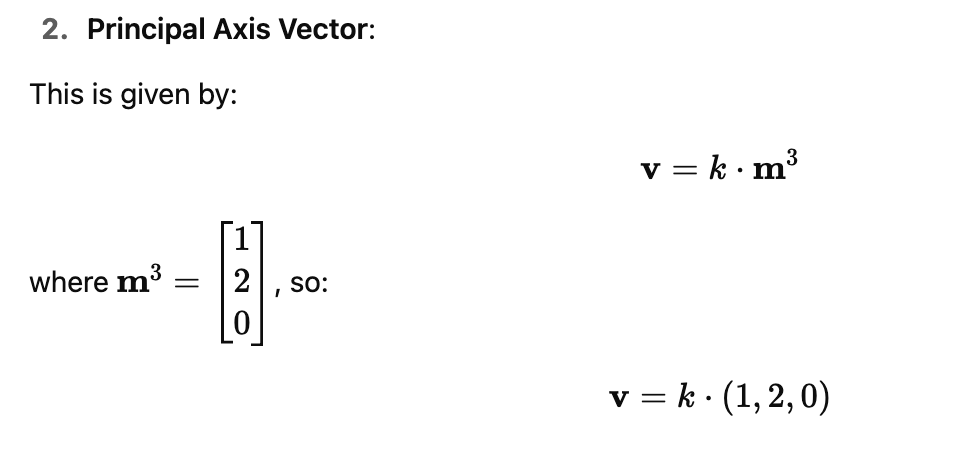 2. Principal Axis Vector:
This is given by:
v = k · m³
where m³ = [1 2 0], so:
v = k · (1, 2, 0)